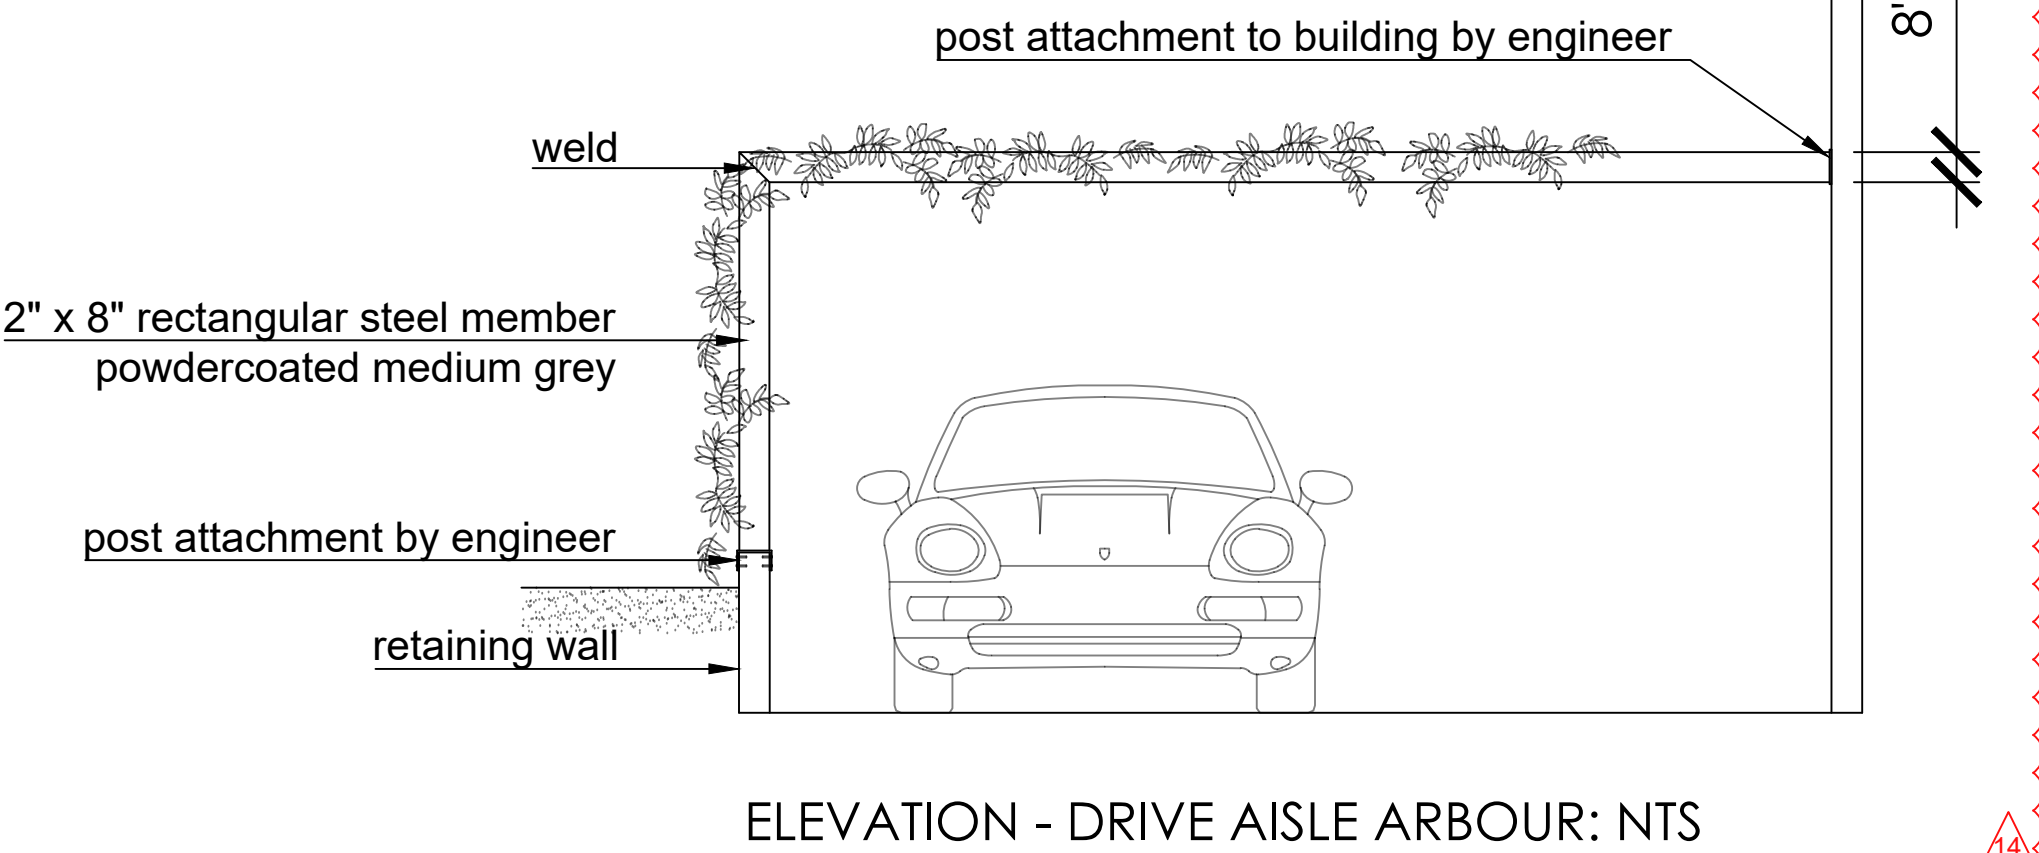 8"
post attachment to building by engineer
weld
2" x 8" rectangular steel member
powdercoated medium grey
post attachment by engineer
retaining wall
ELEVATION - DRIVE AISLE ARBOUR: NTS
14